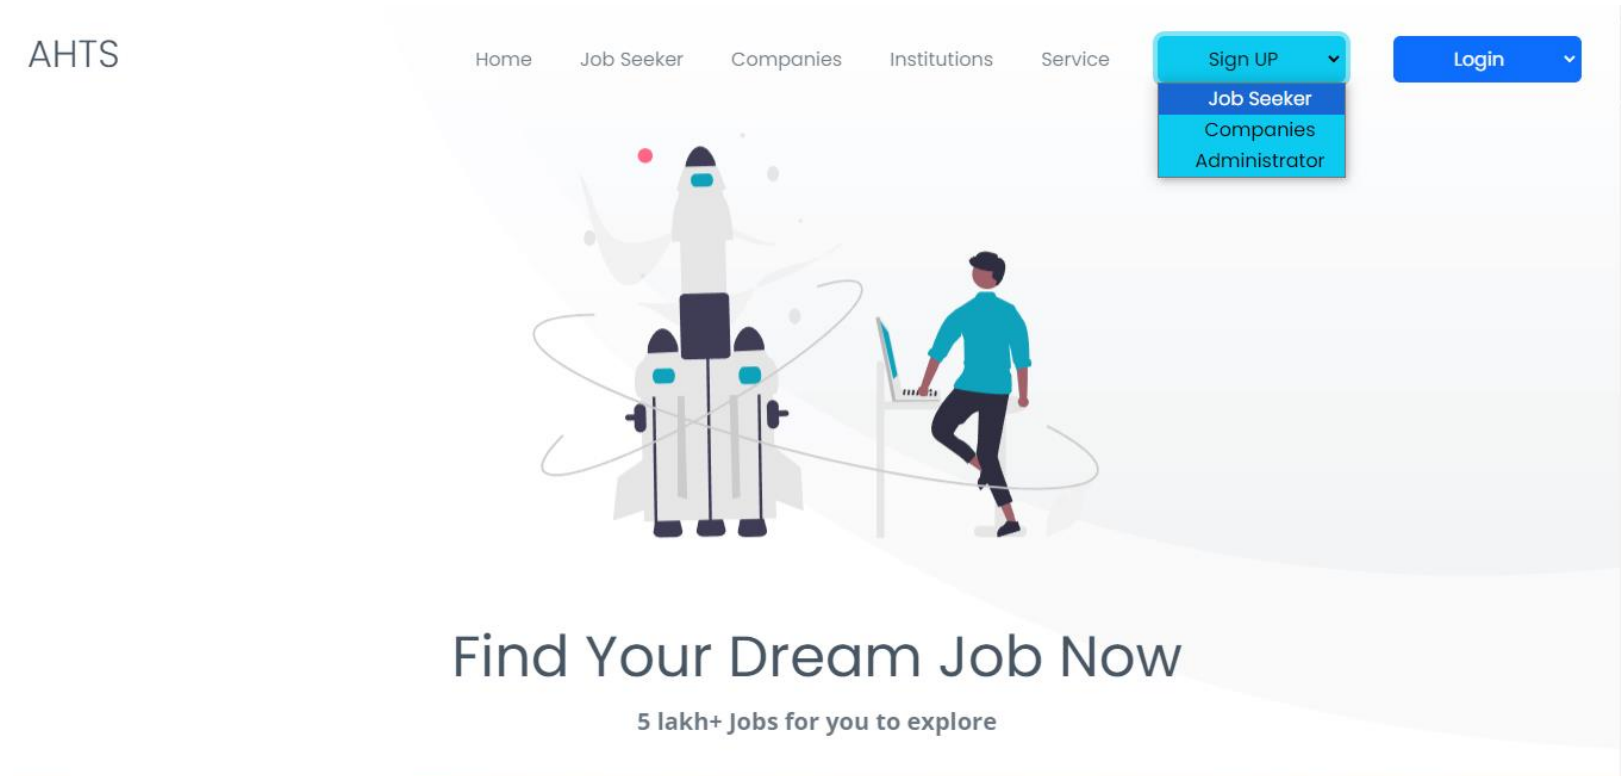 AHTS
Home Job Seeker Companies Institutions Service Sign UP Login
Job Seeker
Companies
Administrator
Find Your Dream Job Now
5 lakh+ Jobs for you to explore